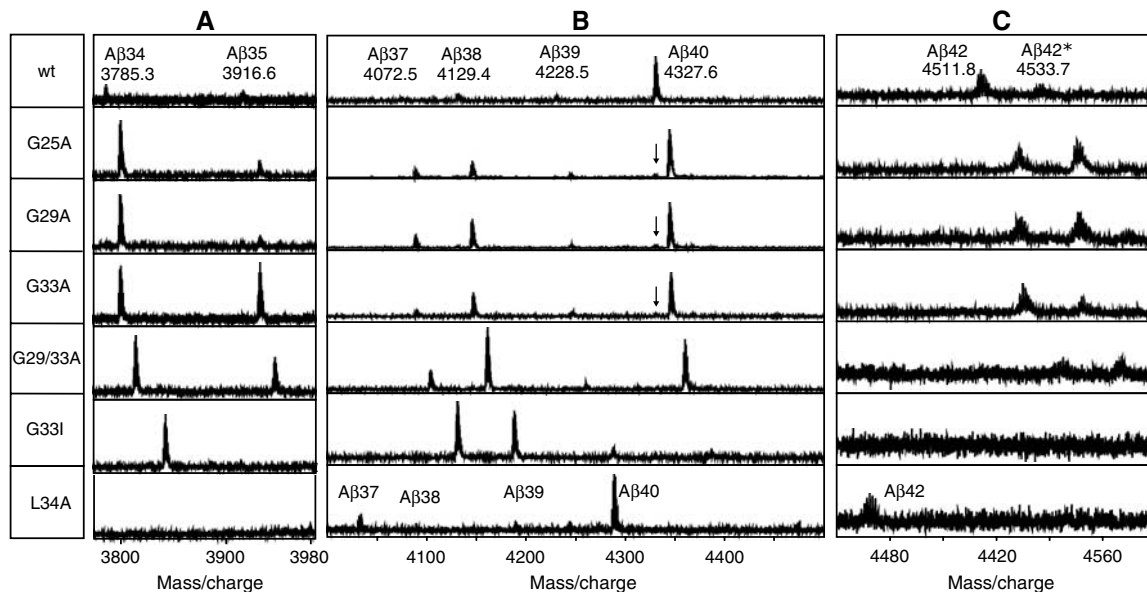 A B C
wt
Aβ34 Aβ35
3785.3 3916.6
Aβ37 Aβ38 Aβ39 Aβ40
4072.5 4129.4 4228.5 4327.6
Aβ42 Aβ42*
4511.8 4533.7
G25A
G29A
G33A
G29/33A
G33I
L34A
Aβ37 Aβ38 Aβ39 Aβ40
Aβ42
3800 3900 3980
4100 4200 4300 4400
4480 4420 4560
Mass/charge Mass/charge Mass/charge